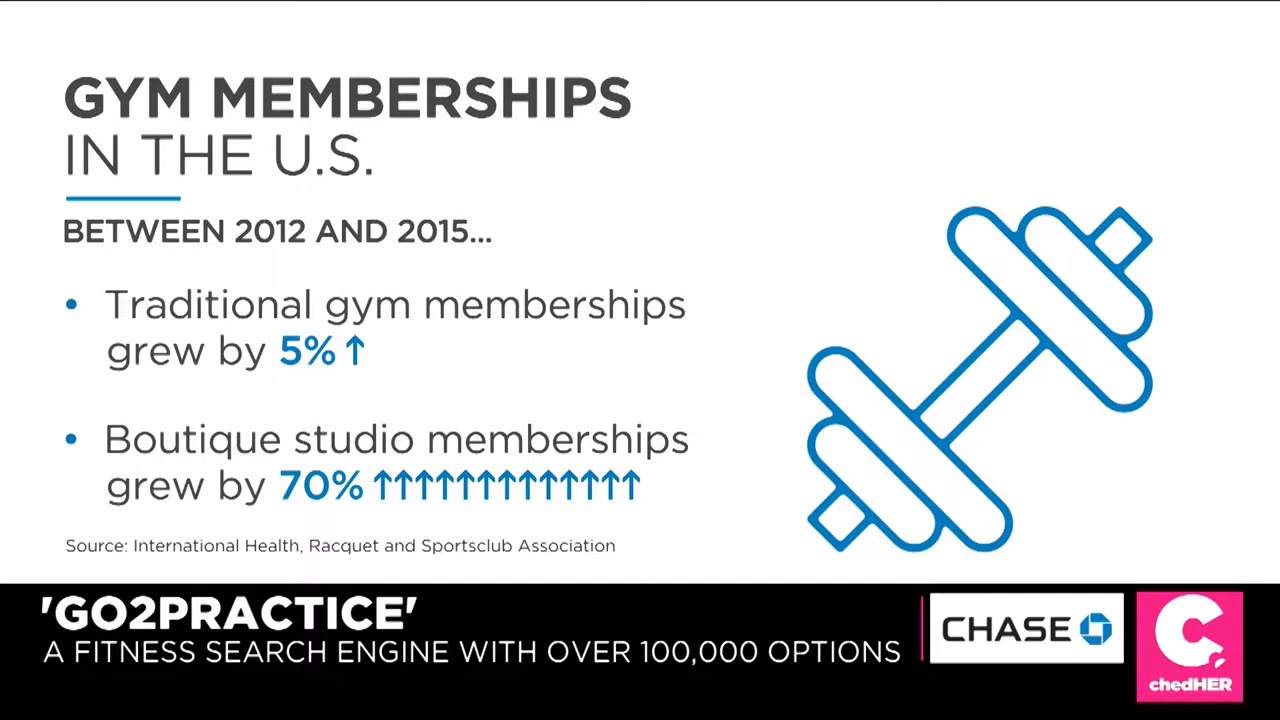 GYM MEMBERSHIPS
IN THE U.S.
BETWEEN 2012 AND 2015...
• Traditional gym memberships
grew by 5% ↑
• Boutique studio memberships
grew by 70% ↑↑↑↑↑↑↑↑↑↑↑↑↑
Source: International Health, Racquet and Sportsclub Association
'GO2PRACTICE'
A FITNESS SEARCH ENGINE WITH OVER 100,000 OPTIONS
CHASE
chedHER